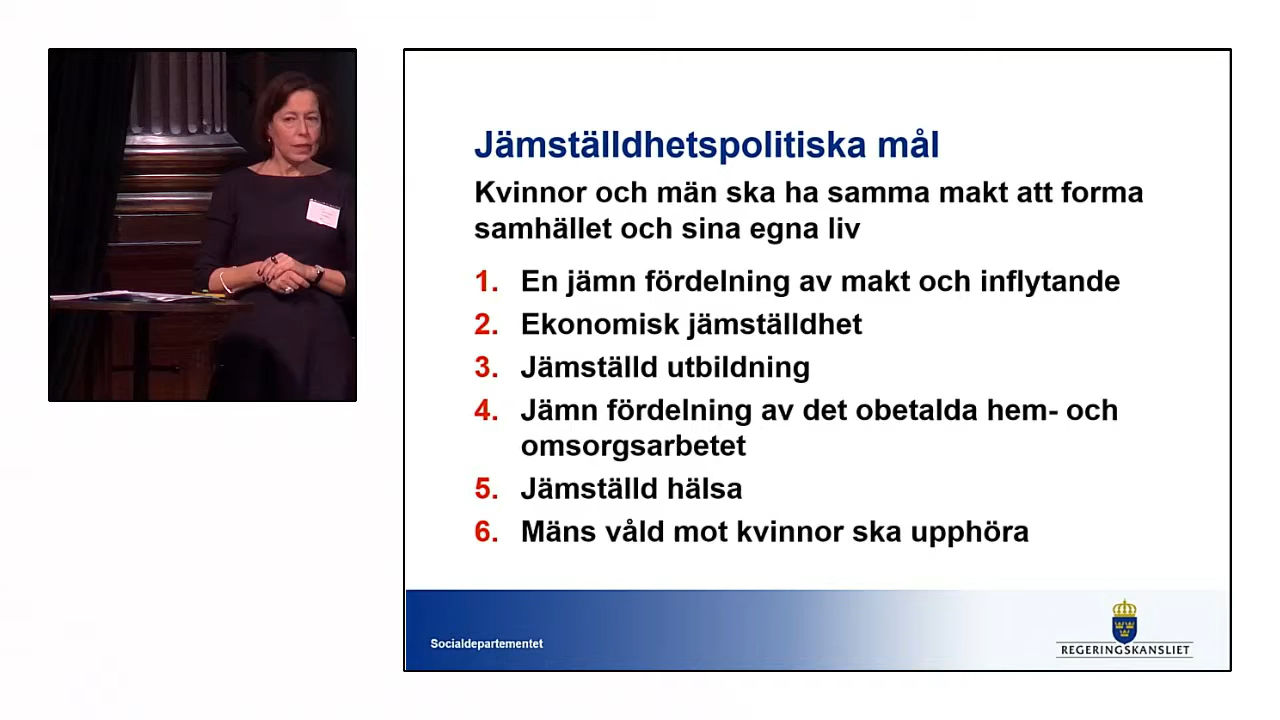 Jämställdhetspolitiska mål
Kvinnor och män ska ha samma makt att forma
samhället och sina egna liv
1. En jämn fördelning av makt och inflytande
2. Ekonomisk jämställdhet
3. Jämställd utbildning
4. Jämn fördelning av det obetalda hem- och
omsorgsarbetet
5. Jämställd hälsa
6. Mäns våld mot kvinnor ska upphöra
Socialdepartementet
REGERINGSKANSLIET